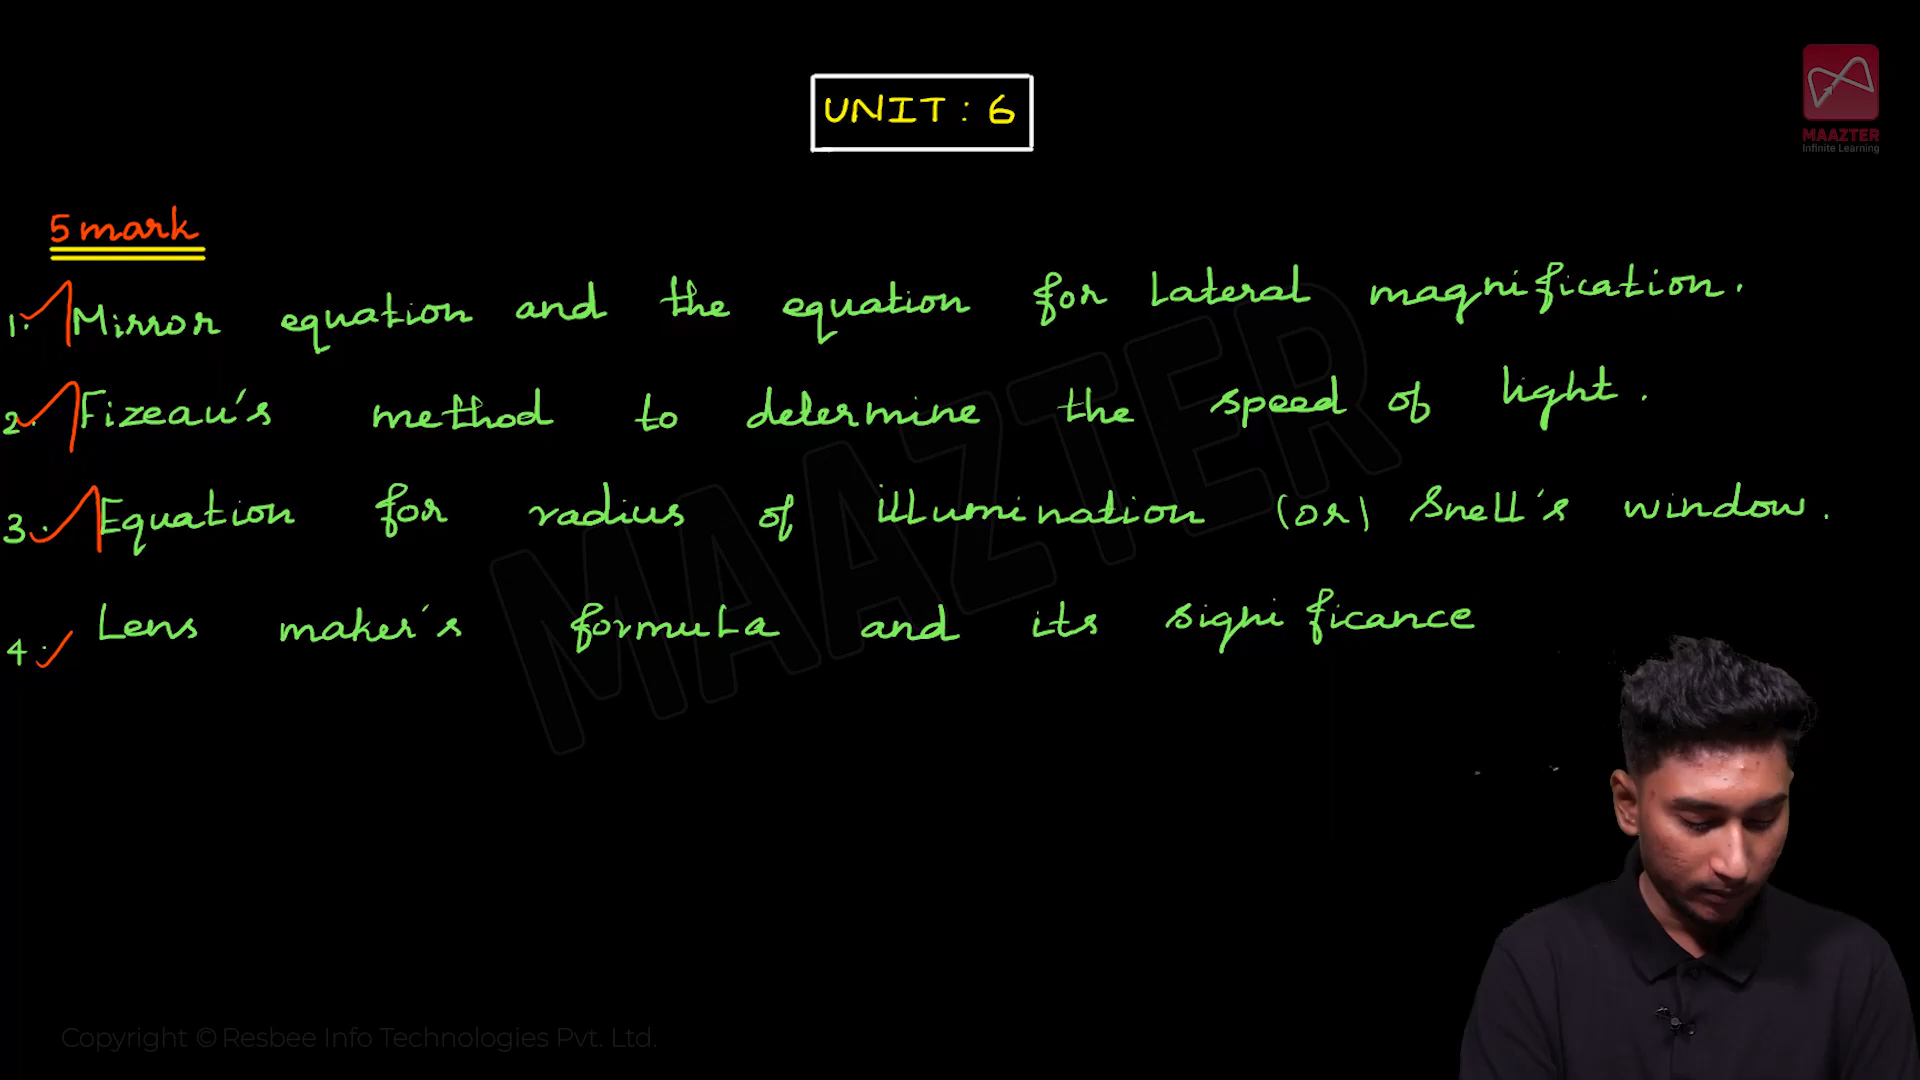 UNIT : 6
MAAZTER
Infinite Learning
5 mark
1. Mirror equation and the equation for Lateral magnification.
2. Fizeau's method to determine the speed of light.
3. Equation for radius of illumination (or) Snell's window.
4. Lens maker's formula and its significance
MAAZTER
Copyright © Resbee Info Technologies Pvt. Ltd.